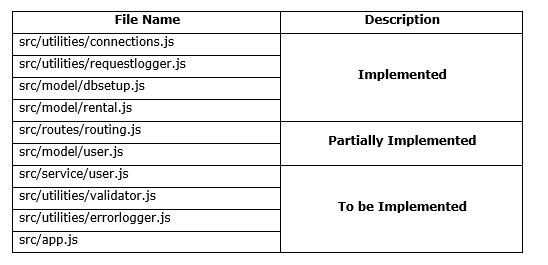 File Name Description
src/utilities/connections.js
src/utilities/requestlogger.js
src/model/dbsetup.js
src/model/rental.js
Implemented
src/routes/routing.js
src/model/user.js
Partially Implemented
src/service/user.js
src/utilities/validator.js
src/utilities/errorlogger.js
src/app.js
To be Implemented